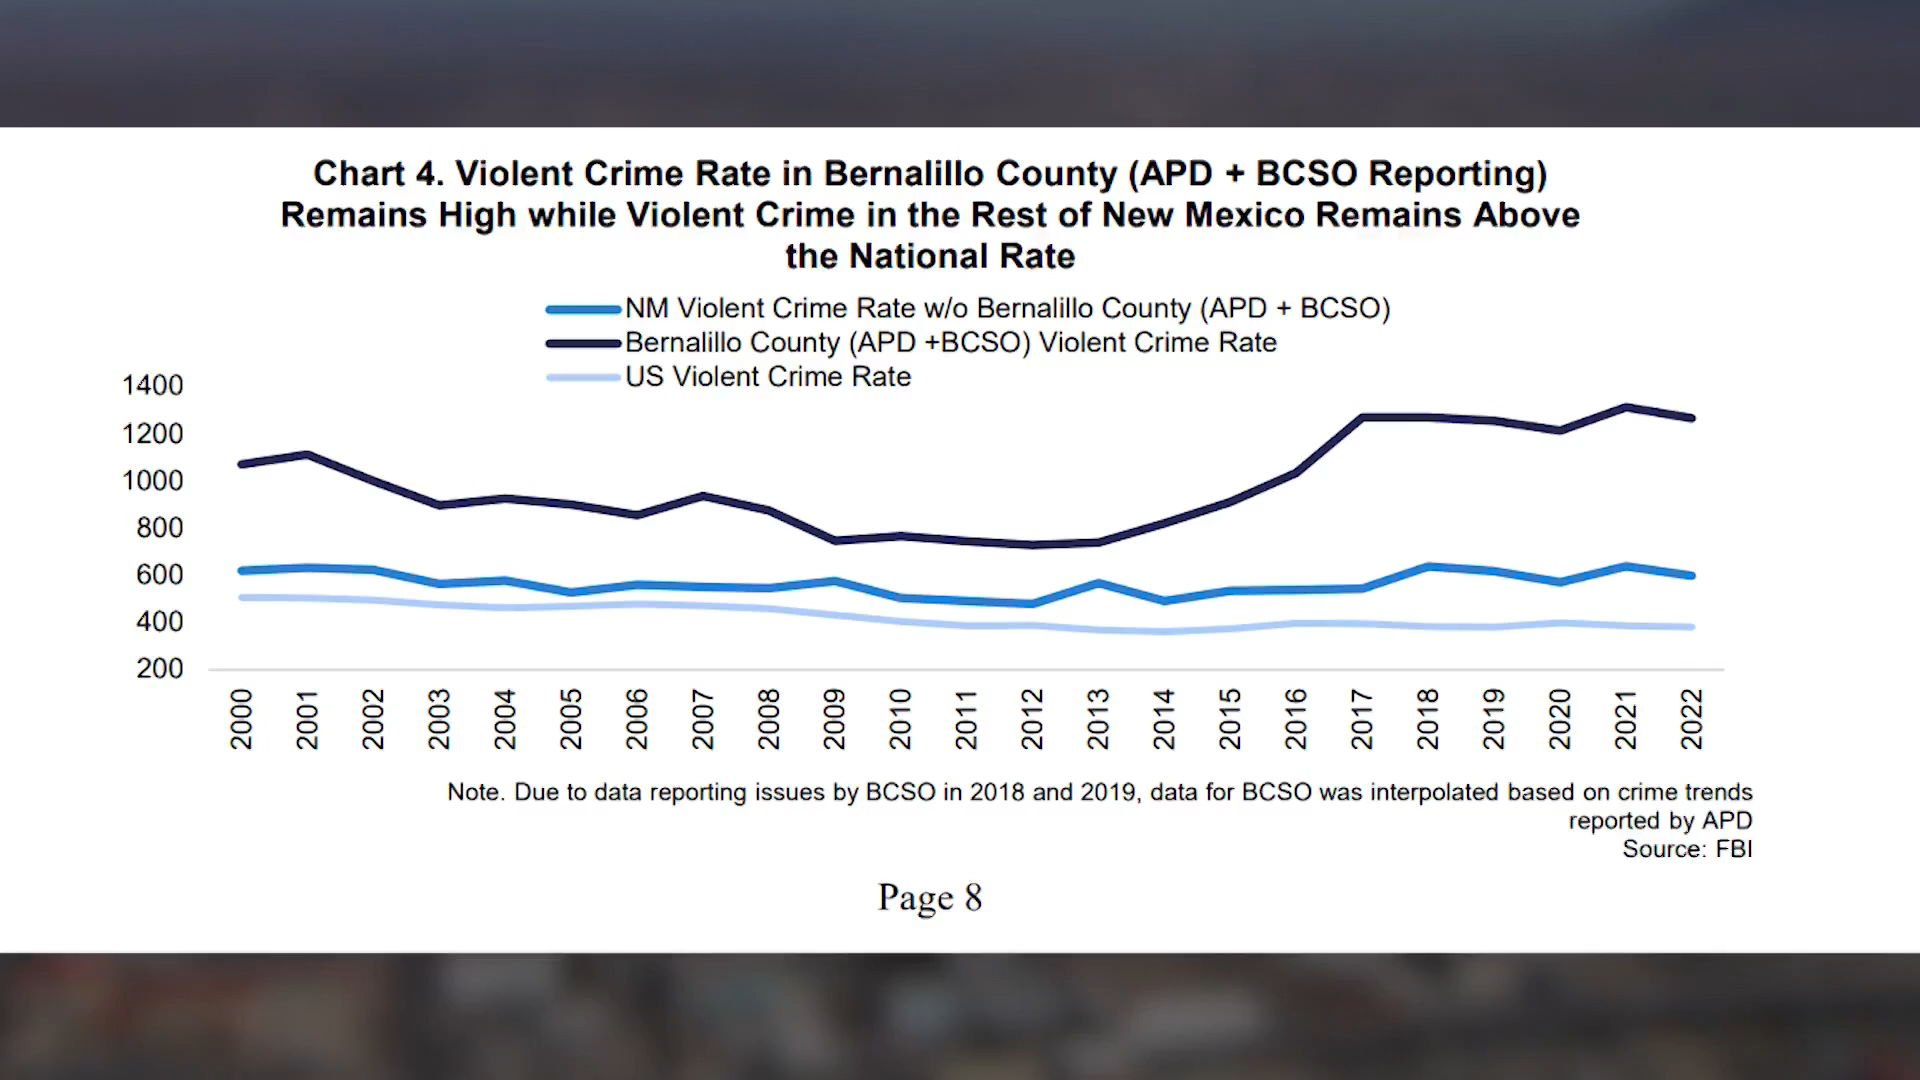 Chart 4. Violent Crime Rate in Bernalillo County (APD + BCSO Reporting)
Remains High while Violent Crime in the Rest of New Mexico Remains Above
the National Rate
NM Violent Crime Rate w/o Bernalillo County (APD + BCSO)
Bernalillo County (APD +BCSO) Violent Crime Rate
US Violent Crime Rate
1400
1200
1000
800
600
400
200
2000 2001 2002 2003 2004 2005 2006 2007 2008 2009 2010 2011 2012 2013 2014 2015 2016 2017 2018 2019 2020 2021 2022
Note. Due to data reporting issues by BCSO in 2018 and 2019, data for BCSO was interpolated based on crime trends
reported by APD
Source: FBI
Page 8